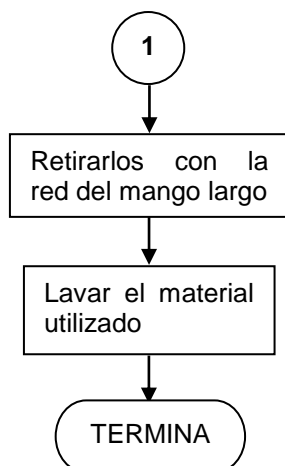 1
Retirarlos con la
red del mango largo
Lavar el material
utilizado
TERMINA